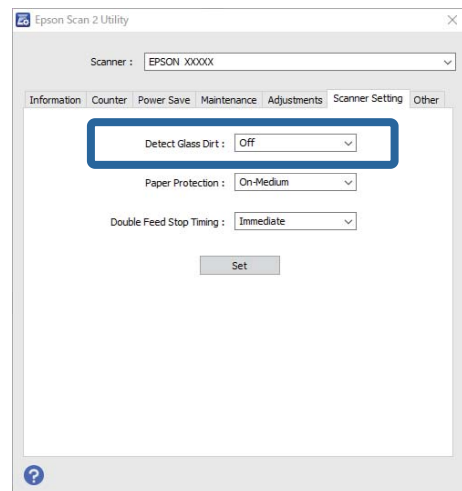 Epson Scan 2 Utility
Scanner : EPSON XXXXX
Information Counter Power Save Maintenance Adjustments Scanner Setting Other
Detect Glass Dirt : Off
Paper Protection : On-Medium
Double Feed Stop Timing : Immediate
Set
?